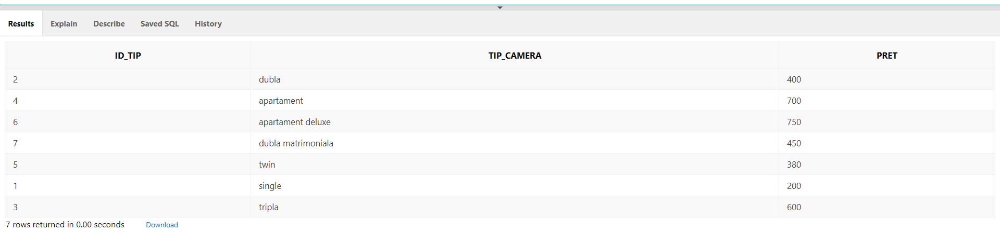 Results Explain Describe Saved SQL History
ID_TIP TIP_CAMERA PRET
2 dubla 400
4 apartament 700
6 apartament deluxe 750
7 dubla matrimoniala 450
5 twin 380
1 single 200
3 tripla 600
7 rows returned in 0.00 seconds Download